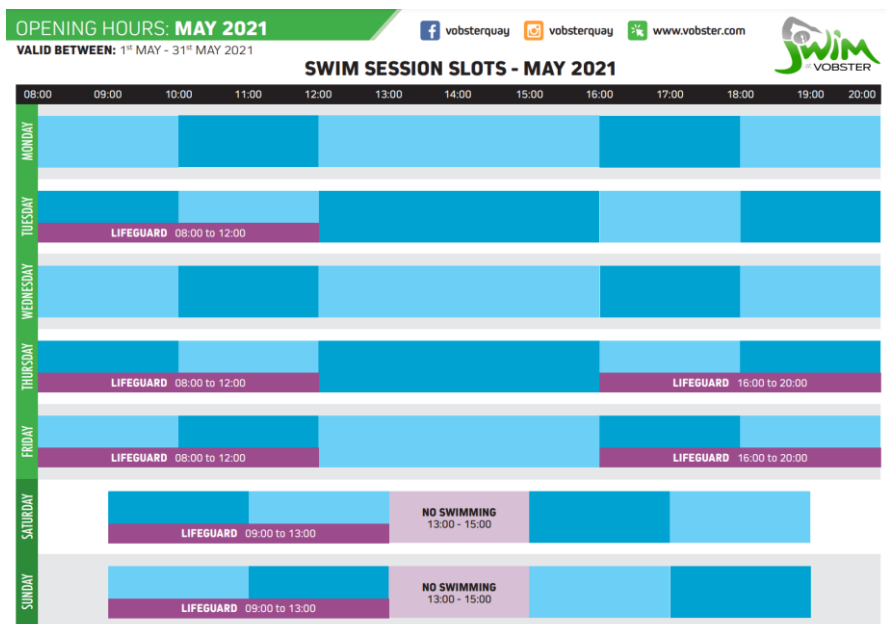 OPENING HOURS: MAY 2021
vobsterquay vobsterquay www.vobster.com
VALID BETWEEN: 1ST MAY - 31ST MAY 2021
SWIM
at VOBSTER
SWIM SESSION SLOTS - MAY 2021
08:00 09:00 10:00 11:00 12:00 13:00 14:00 15:00 16:00 17:00 18:00 19:00 20:00
MONDAY
TUESDAY
LIFEGUARD 08:00 to 12:00
WEDNESDAY
THURSDAY
LIFEGUARD 08:00 to 12:00 LIFEGUARD 16:00 to 20:00
FRIDAY
LIFEGUARD 08:00 to 12:00 LIFEGUARD 16:00 to 20:00
SATURDAY
NO SWIMMING
13:00 - 15:00
LIFEGUARD 09:00 to 13:00
SUNDAY
NO SWIMMING
13:00 - 15:00
LIFEGUARD 09:00 to 13:00